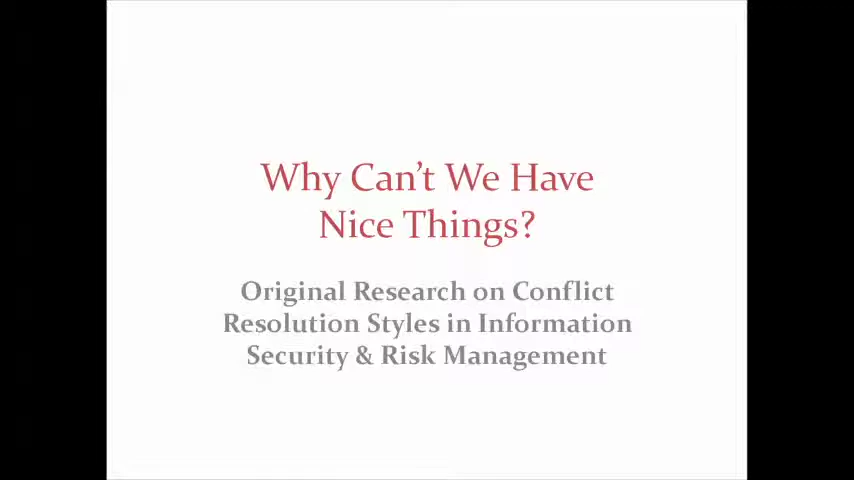 Why Can’t We Have
Nice Things?
Original Research on Conflict
Resolution Styles in Information
Security & Risk Management